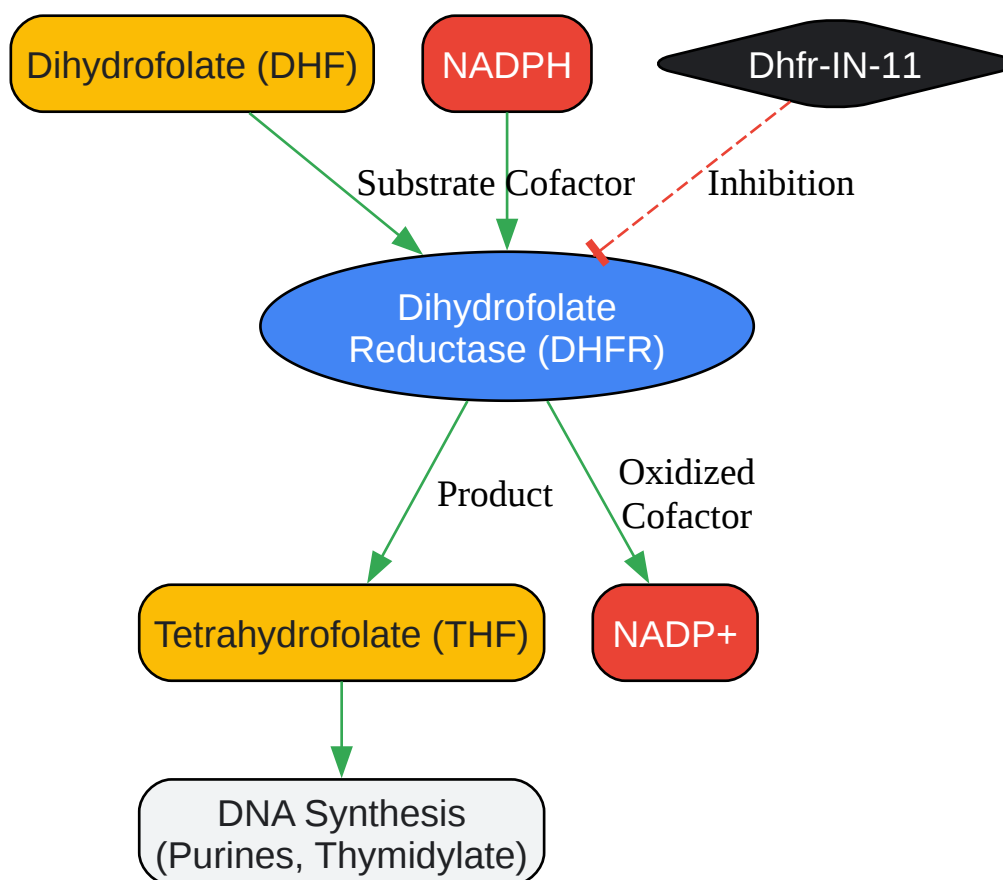 Dihydrofolate (DHF)
NADPH
Dhfr-IN-11
Substrate
Cofactor
Inhibition
Dihydrofolate
Reductase (DHFR)
Product
Oxidized
Cofactor
Tetrahydrofolate (THF)
NADP+
DNA Synthesis
(Purines, Thymidylate)